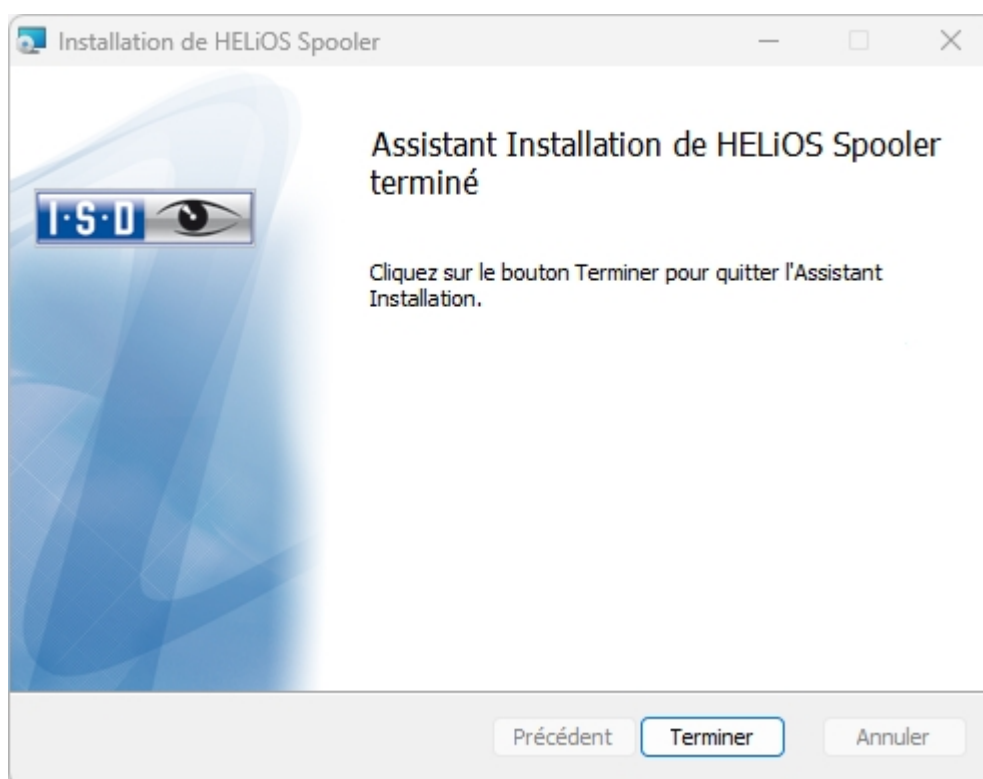 Installation de HELiOS Spooler
Assistant Installation de HELiOS Spooler
terminé
I·S·D
Cliquez sur le bouton Terminer pour quitter l'Assistant
Installation.
Précédent
Terminer
Annuler